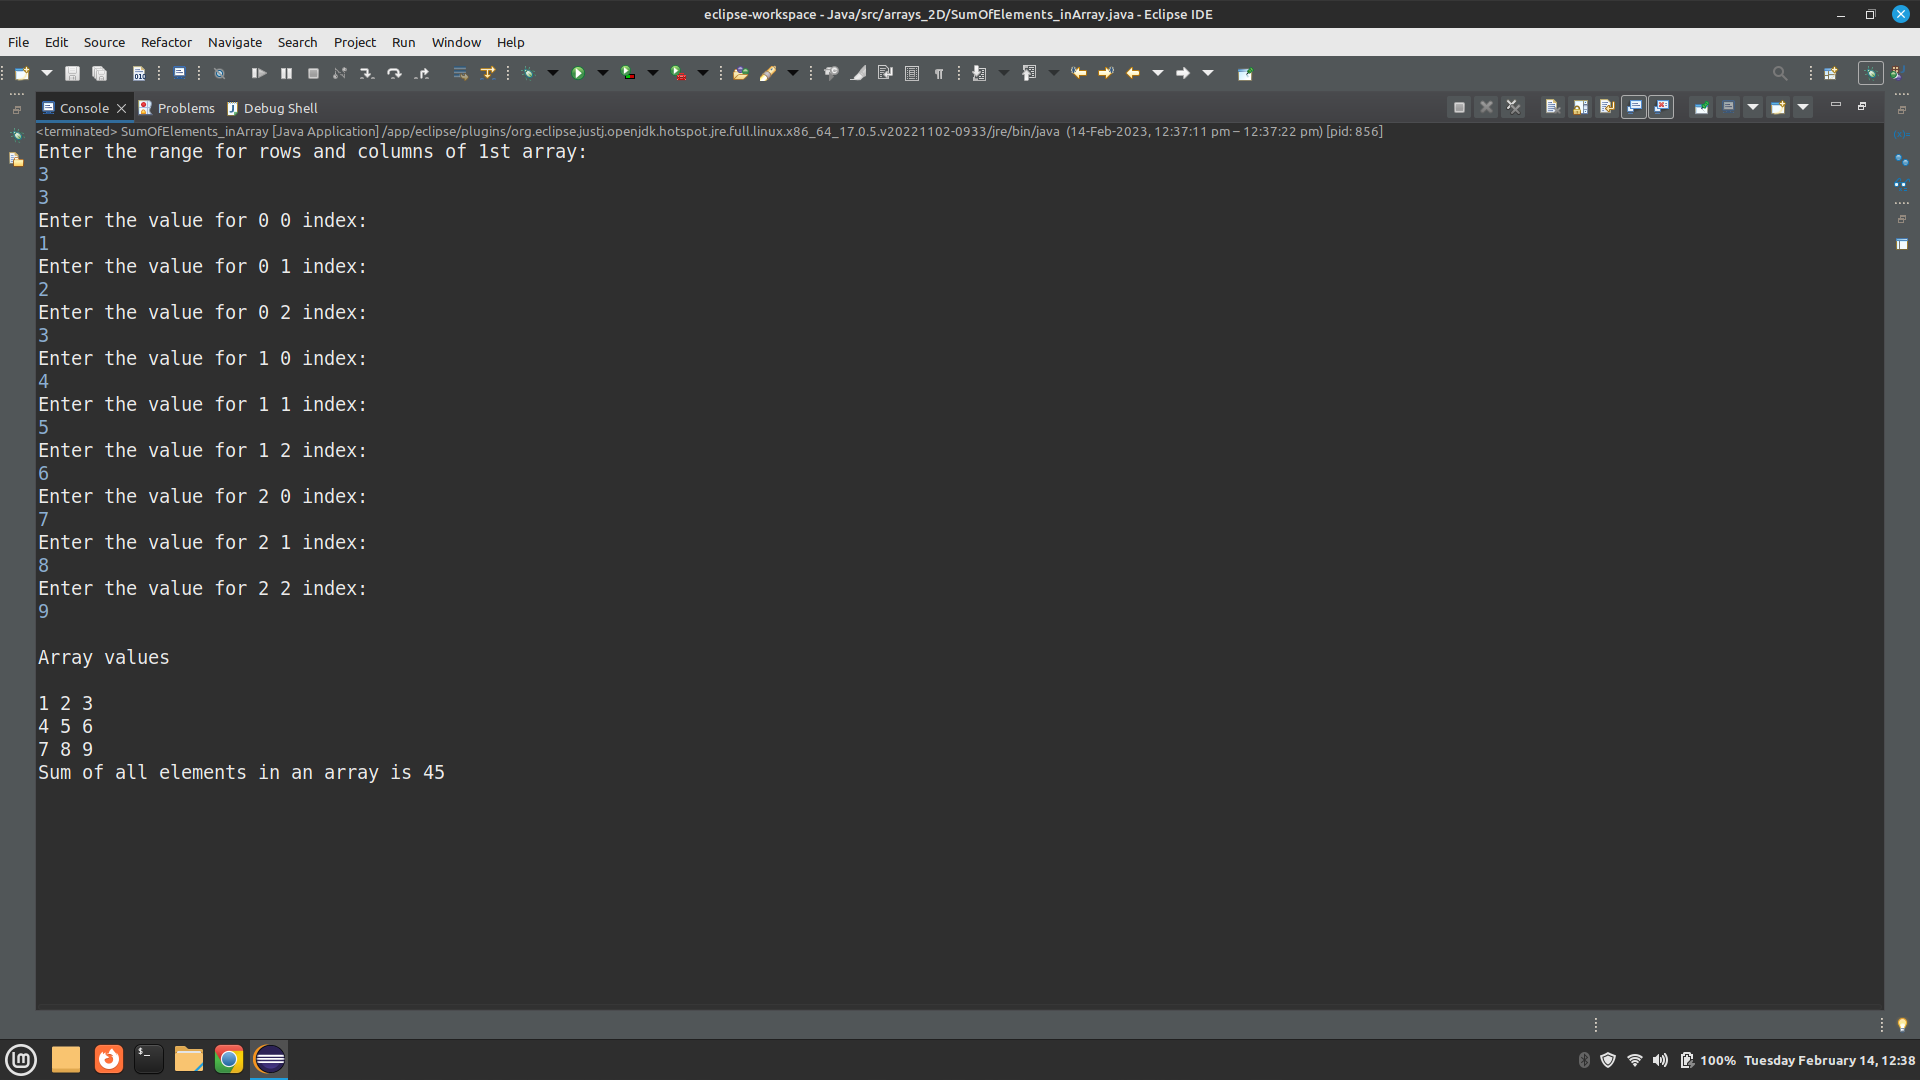 eclipse-workspace - Java/src/arrays_2D/SumOfElements_inArray.java - Eclipse IDE
File Edit Source Refactor Navigate Search Project Run Window Help
Console Problems Debug Shell
<terminated> SumOfElements_inArray [Java Application] /app/eclipse/plugins/org.eclipse.justj.openjdk.hotspot.jre.full.linux.x86_64_17.0.5.v20221102-0933/jre/bin/java (14-Feb-2023, 12:37:11 pm – 12:37:22 pm) [pid: 856]
Enter the range for rows and columns of 1st array:
3
3
Enter the value for 0 0 index:
1
Enter the value for 0 1 index:
2
Enter the value for 0 2 index:
3
Enter the value for 1 0 index:
4
Enter the value for 1 1 index:
5
Enter the value for 1 2 index:
6
Enter the value for 2 0 index:
7
Enter the value for 2 1 index:
8
Enter the value for 2 2 index:
9
Array values
1 2 3
4 5 6
7 8 9
Sum of all elements in an array is 45
100% Tuesday February 14, 12:38